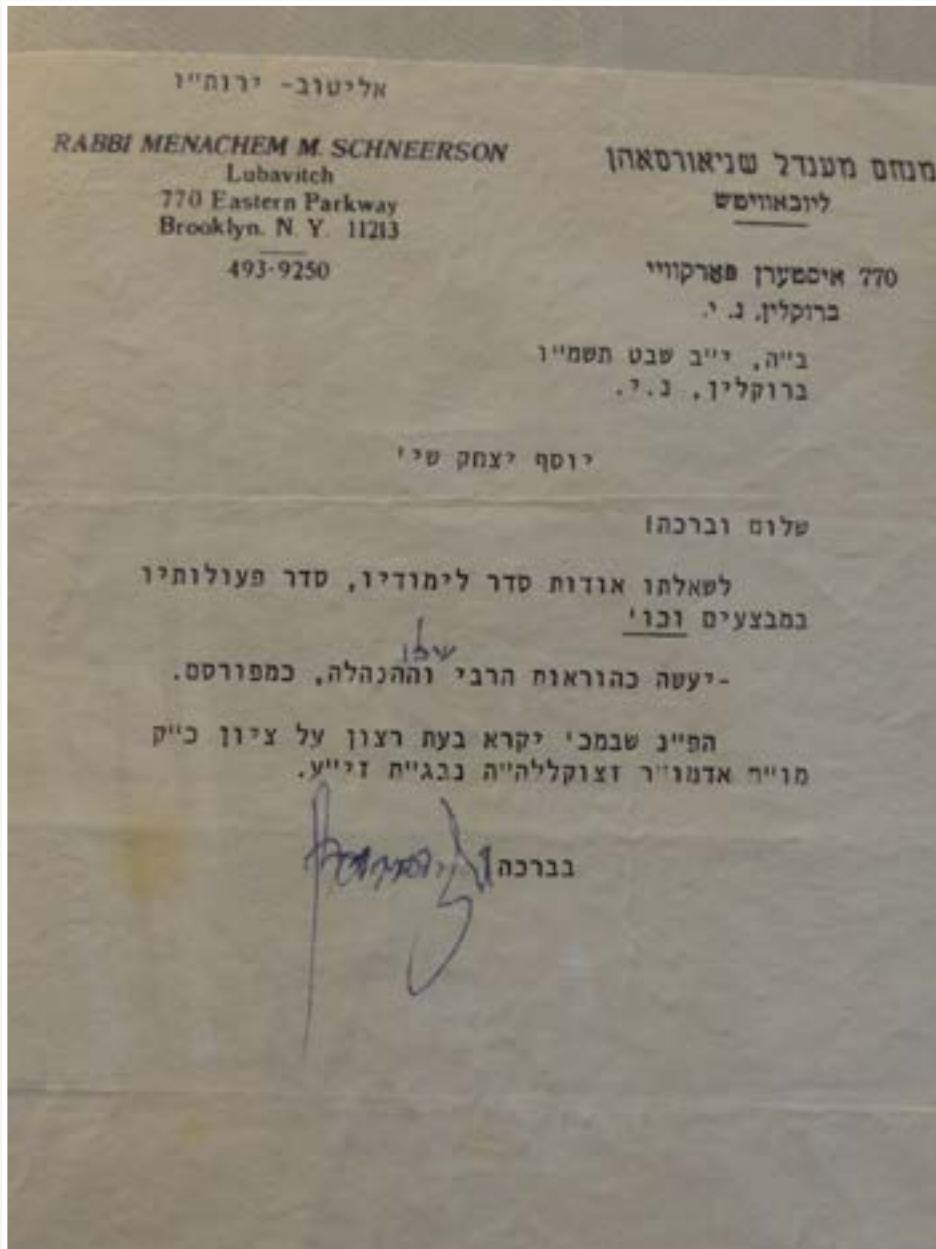 אליטוב- ירות"ו
RABBI MENACHEM M. SCHNEERSON
Lubavitch
770 Eastern Parkway
Brooklyn. N. Y. 11213
493-9250
מנחם מענדל שניאורסאהן
ליובאוויטש
770 איסטערן פארקוויי
ברוקלין, נ. י.
ב"ה, י"ב שבט תשמ"ו
ברוקלין, נ.י.
יוסף יצחק שי'
שלום וברכה!
לשאלתו אודות סדר לימודיו, סדר פעולותיו
במבצעים וכו'
שלו
-יעשה כהוראות הרבי וההנהלה, כמפורסם.
הפ"נ שבמכ' יקרא בעת רצון על ציון כ"ק
מו"ח אדמו"ר זצוקללה"ה נבג"מ זי"ע.
בברכה